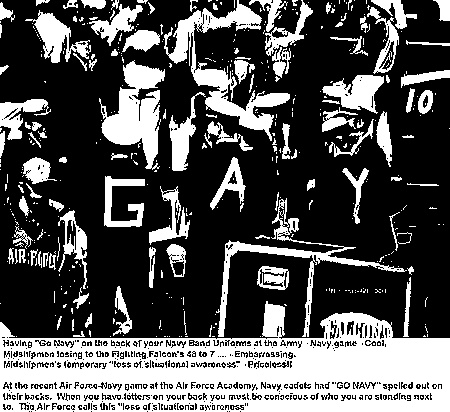 10
G A Y
AIR FORCE
Having "Go Navy" on the back of your Navy Band Uniforms at the Army - Navy game - Cool.
Midshipmen losing to the Fighting Falcon's 48 to 7 .... - Embarrassing.
Midshipmen's temporary "loss of situational awareness" - Priceless!!
At the recent Air Force-Navy game at the Air Force Academy, Navy cadets had "GO NAVY" spelled out on
their backs. When you have letters on your back you must be conscious of who you are standing next
to. The Air Force calls this "loss of situational awareness"